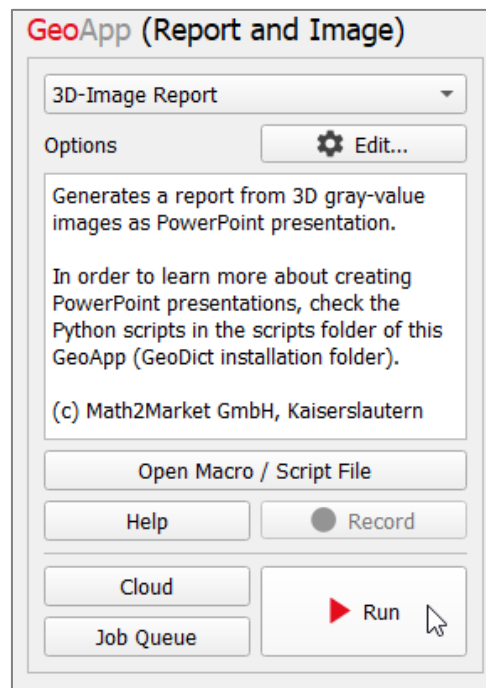 GeoApp (Report and Image)
3D-Image Report
Options
Edit...
Generates a report from 3D gray-value
images as PowerPoint presentation.
In order to learn more about creating
PowerPoint presentations, check the
Python scripts in the scripts folder of this
GeoApp (GeoDict installation folder).
(c) Math2Market GmbH, Kaiserslautern
Open Macro / Script File
Help
Record
Cloud
Run
Job Queue